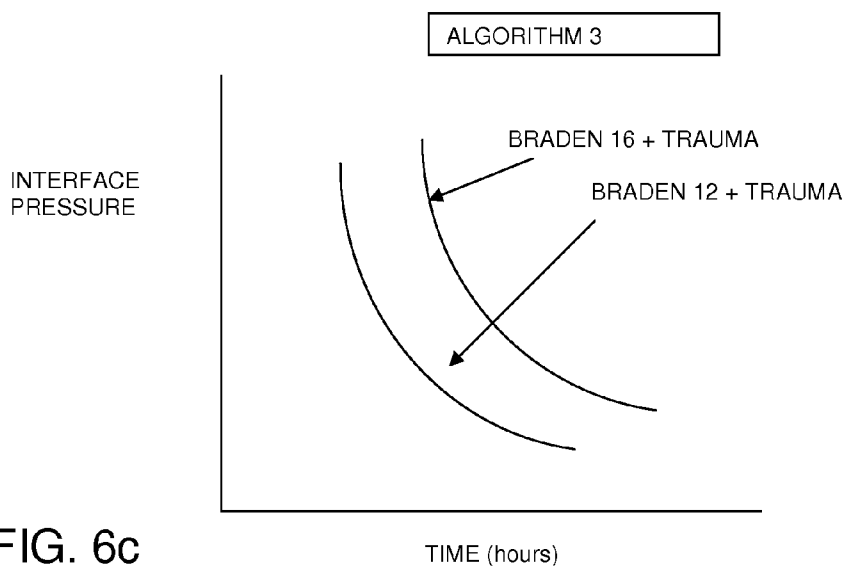 ALGORITHM 3
BRADEN 16 + TRAUMA
INTERFACE
PRESSURE
BRADEN 12 + TRAUMA
FIG. 6c
TIME (hours)